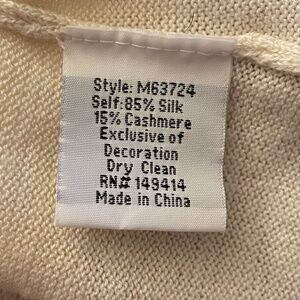 Style: M63724
Self: 85% Silk
15% Cashmere
Exclusive of
Decoration
Dry Clean
RN# 149414
Made in China